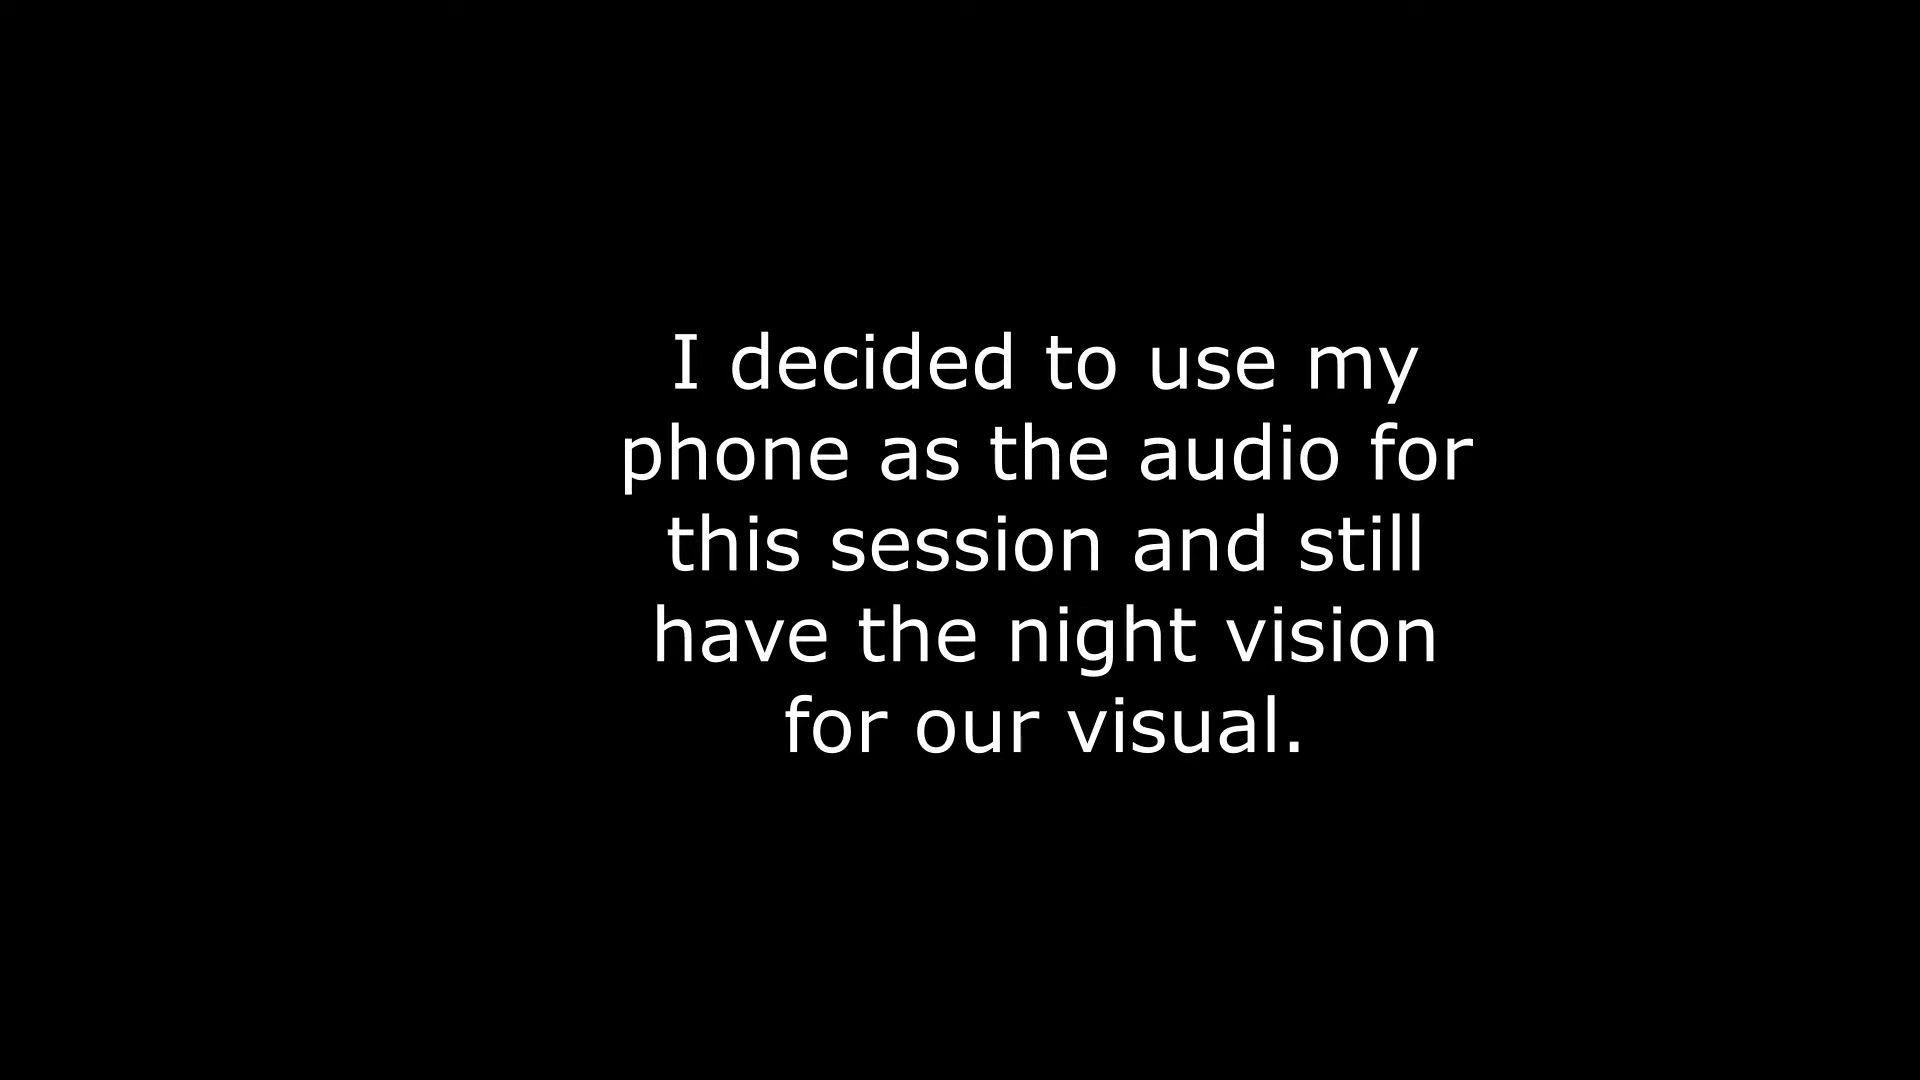 I decided to use my
phone as the audio for
this session and still
have the night vision
for our visual.